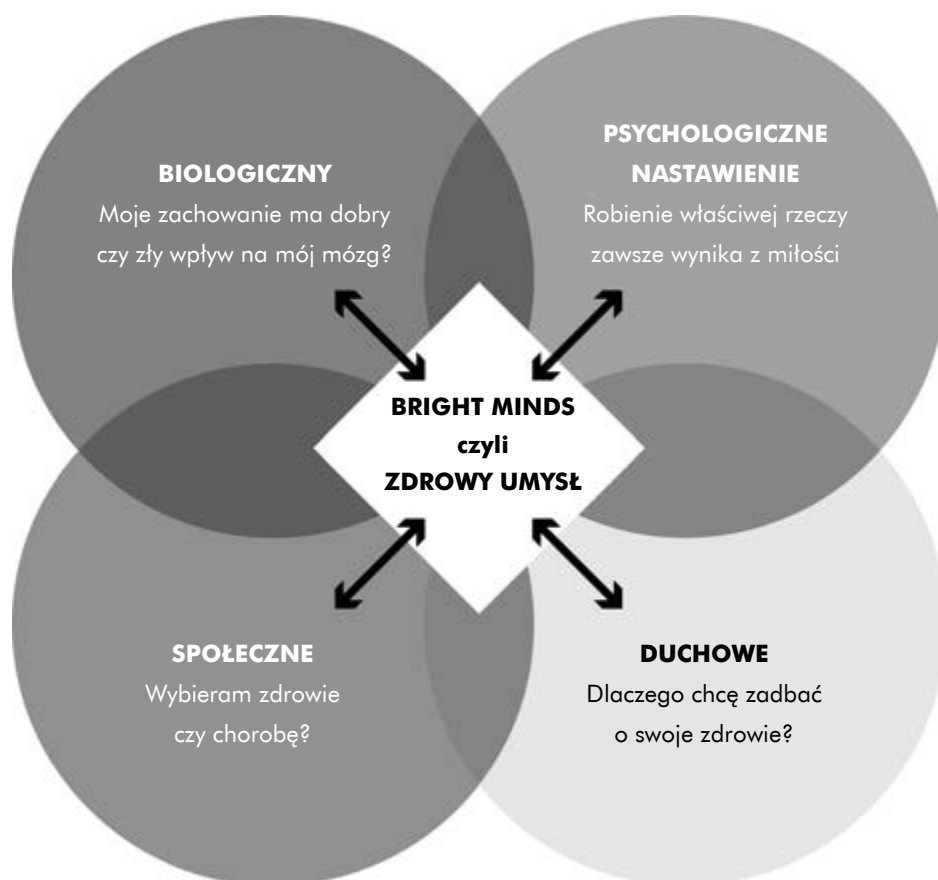 BIOLOGICZNY
Moje zachowanie ma dobry
czy zły wpływ na mój mózg?
PSYCHOLOGICZNE
NASTAWIENIE
Robienie właściwej rzeczy
zawsze wynika z miłości
BRIGHT MINDS
czyli
ZDROWY UMYSŁ
SPOŁECZNE
Wybieram zdrowie
czy chorobę?
DUCHOWE
Dlaczego chcę zadbać
o swoje zdrowie?